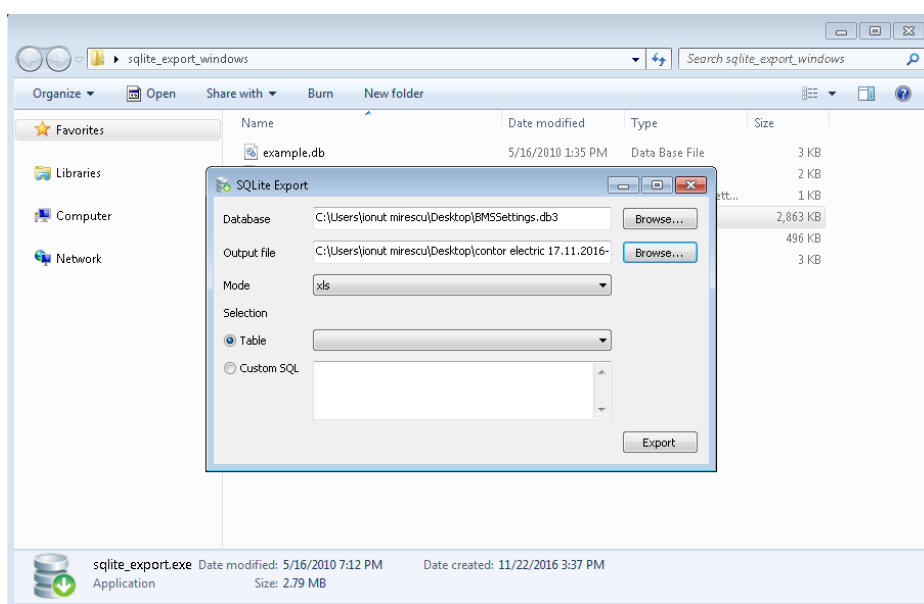 sqlite_export_windows
Search sqlite_export_windows
Organize Open Share with Burn New folder
Name Date modified Type Size
Favorites
Libraries
Computer
Network
example.db 5/16/2010 1:35 PM Data Base File 3 KB
2 KB
ett... 1 KB
2,863 KB
496 KB
3 KB
SQLite Export
Database C:\Users\ionut mirescu\Desktop\BMSSettings.db3 Browse...
Output file C:\Users\ionut mirescu\Desktop\contor electric 17.11.2016- Browse...
Mode xls
Selection
Table
Custom SQL
Export
sqlite_export.exe Date modified: 5/16/2010 7:12 PM Date created: 11/22/2016 3:37 PM
Application Size: 2.79 MB